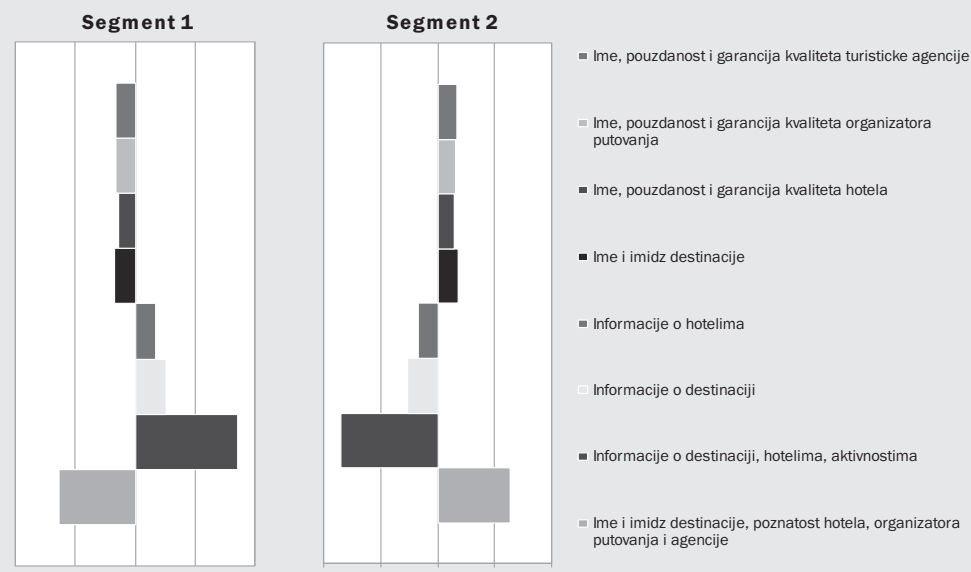 Segment 1
Segment 2
Ime, pouzdanost i garancija kvaliteta turisticke agencije
Ime, pouzdanost i garancija kvaliteta organizatora
putovanja
Ime, pouzdanost i garancija kvaliteta hotela
Ime i imidz destinacije
Informacije o hotelima
Informacije o destinaciji
Informacije o destinaciji, hotelima, aktivnostima
Ime i imidz destinacije, poznatost hotela, organizatora
putovanja i agencije